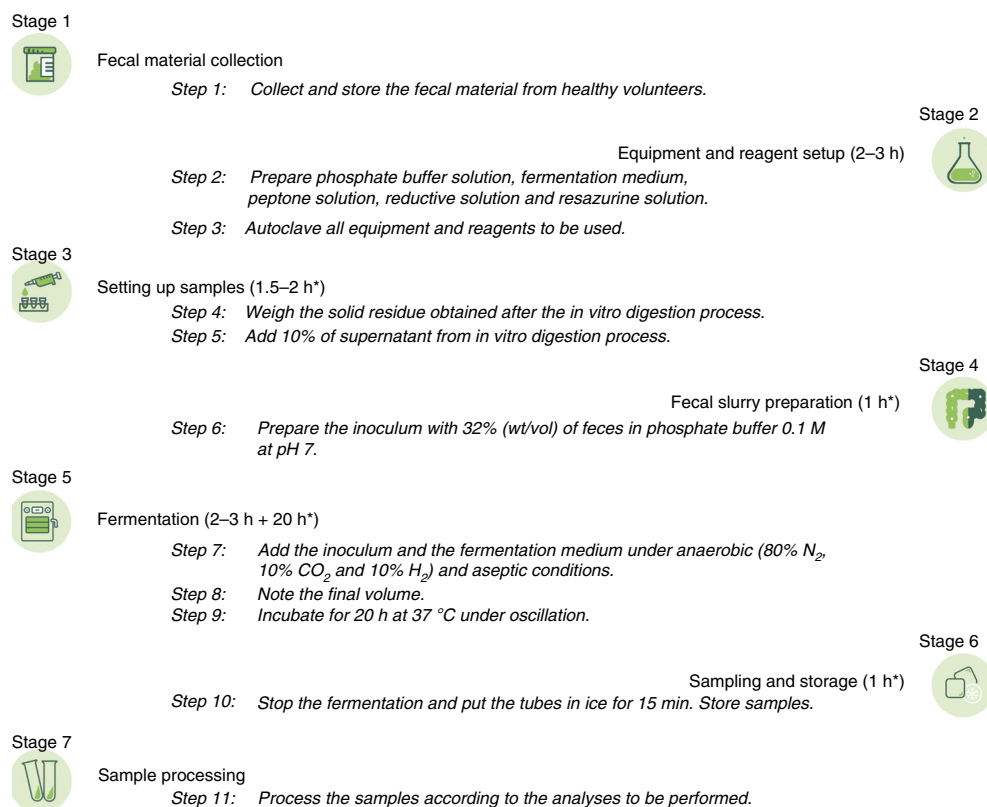 Stage 1
Fecal material collection
Step 1: Collect and store the fecal material from healthy volunteers.
Stage 2
Equipment and reagent setup (2–3 h)
Step 2: Prepare phosphate buffer solution, fermentation medium,
peptone solution, reductive solution and resazurine solution.
Step 3: Autoclave all equipment and reagents to be used.
Stage 3
Setting up samples (1.5–2 h*)
Step 4: Weigh the solid residue obtained after the in vitro digestion process.
Step 5: Add 10% of supernatant from in vitro digestion process.
Stage 4
Fecal slurry preparation (1 h*)
Step 6: Prepare the inoculum with 32% (wt/vol) of feces in phosphate buffer 0.1 M
at pH 7.
Stage 5
Fermentation (2–3 h + 20 h*)
Step 7: Add the inoculum and the fermentation medium under anaerobic (80% N₂,
10% CO₂ and 10% H₂) and aseptic conditions.
Step 8: Note the final volume.
Step 9: Incubate for 20 h at 37 °C under oscillation.
Stage 6
Sampling and storage (1 h*)
Step 10: Stop the fermentation and put the tubes in ice for 15 min. Store samples.
Stage 7
Sample processing
Step 11: Process the samples according to the analyses to be performed.